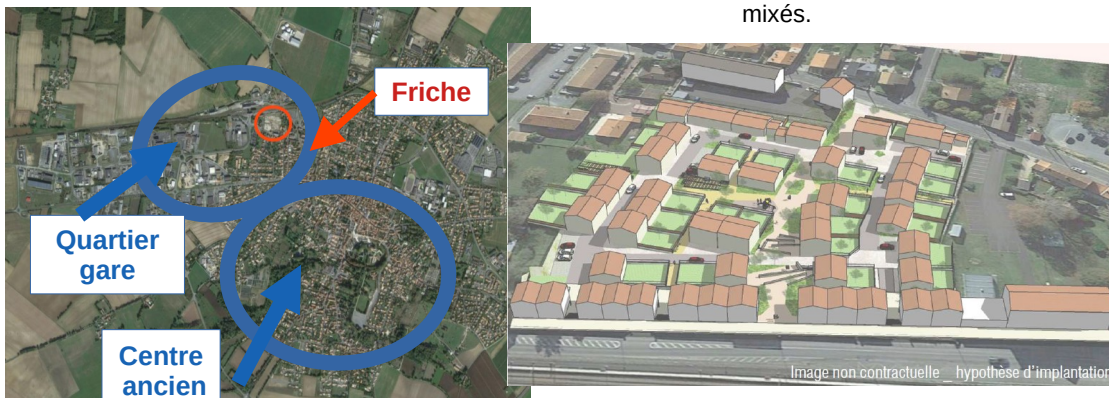 mixés.
Friche
Quartier
gare
Centre
ancien
Image non contractuelle _ hypothèse d'implantation